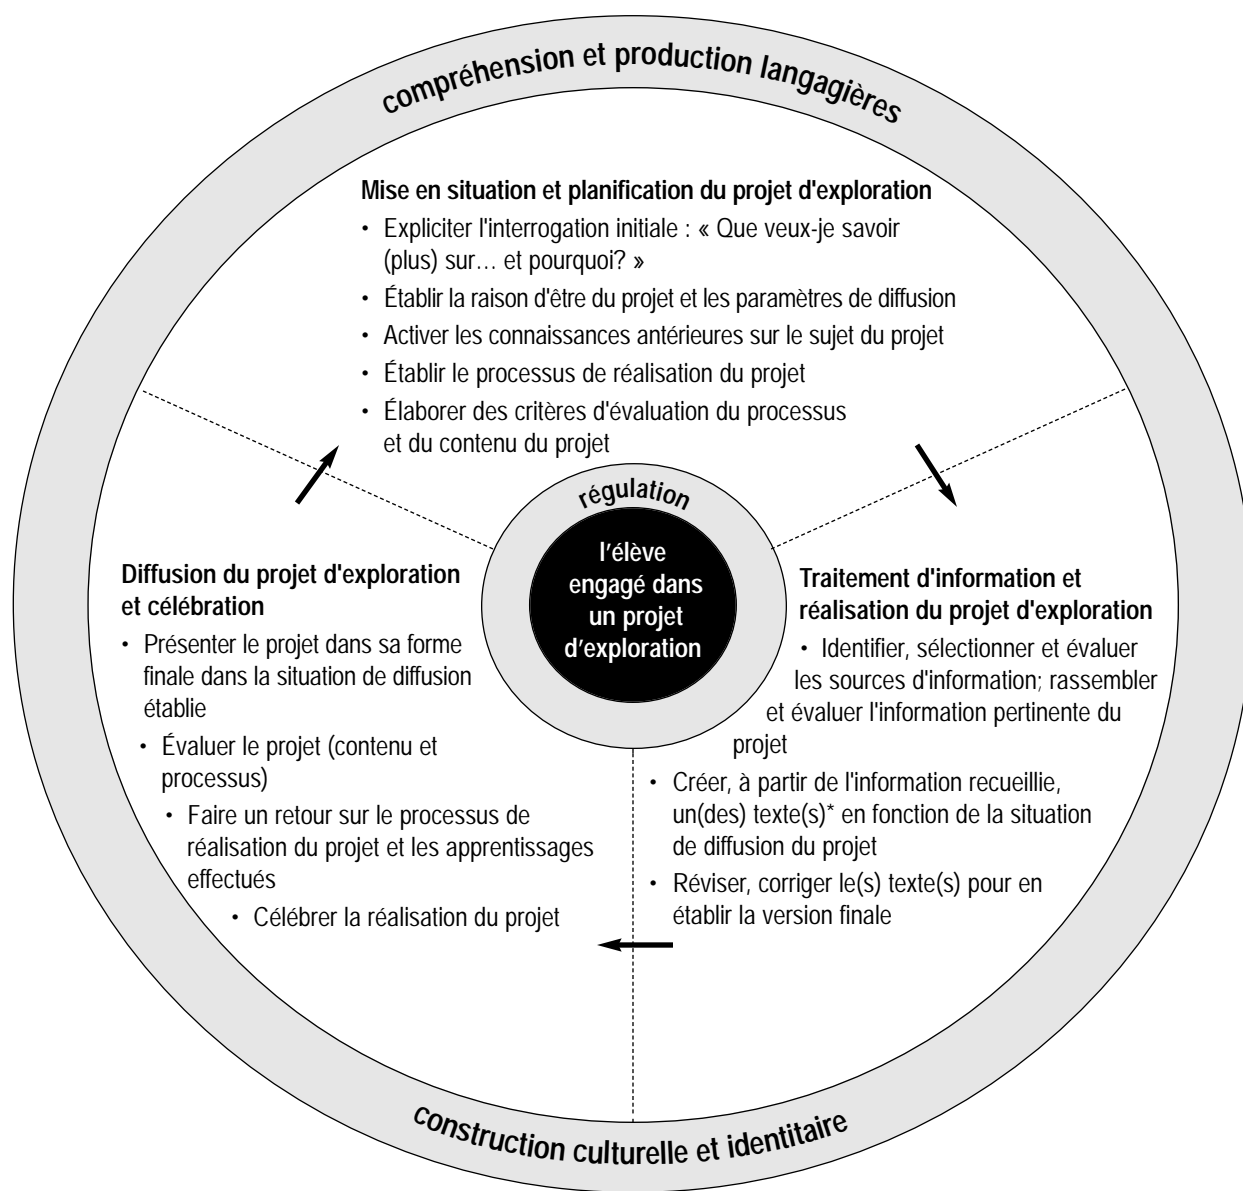 compréhension et production langagières
Mise en situation et planification du projet d'exploration
• Expliciter l'interrogation initiale : « Que veux-je savoir
(plus) sur… et pourquoi? »
• Établir la raison d'être du projet et les paramètres de diffusion
• Activer les connaissances antérieures sur le sujet du projet
• Établir le processus de réalisation du projet
• Élaborer des critères d'évaluation du processus
et du contenu du projet
régulation
l'élève
engagé dans
un projet
d'exploration
Traitement d'information et
réalisation du projet d'exploration
• Identifier, sélectionner et évaluer
les sources d'information; rassembler
et évaluer l'information pertinente du
projet
• Créer, à partir de l'information recueillie,
un(des) texte(s)* en fonction de la situation
de diffusion du projet
• Réviser, corriger le(s) texte(s) pour en
établir la version finale
Diffusion du projet d'exploration
et célébration
• Présenter le projet dans sa forme
finale dans la situation de diffusion
établie
• Évaluer le projet (contenu et
processus)
• Faire un retour sur le processus de
réalisation du projet et les apprentissages
effectués
• Célébrer la réalisation du projet
construction culturelle et identitaire